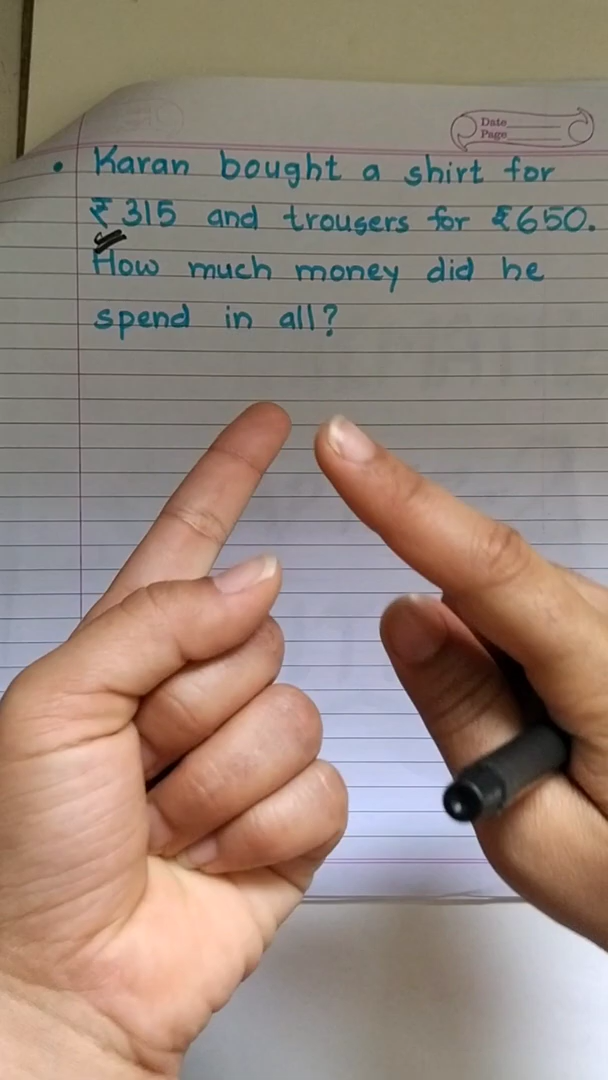 Date
Page
• Karan bought a shirt for
₹315 and trousers for ₹650.
How much money did he
spend in all?